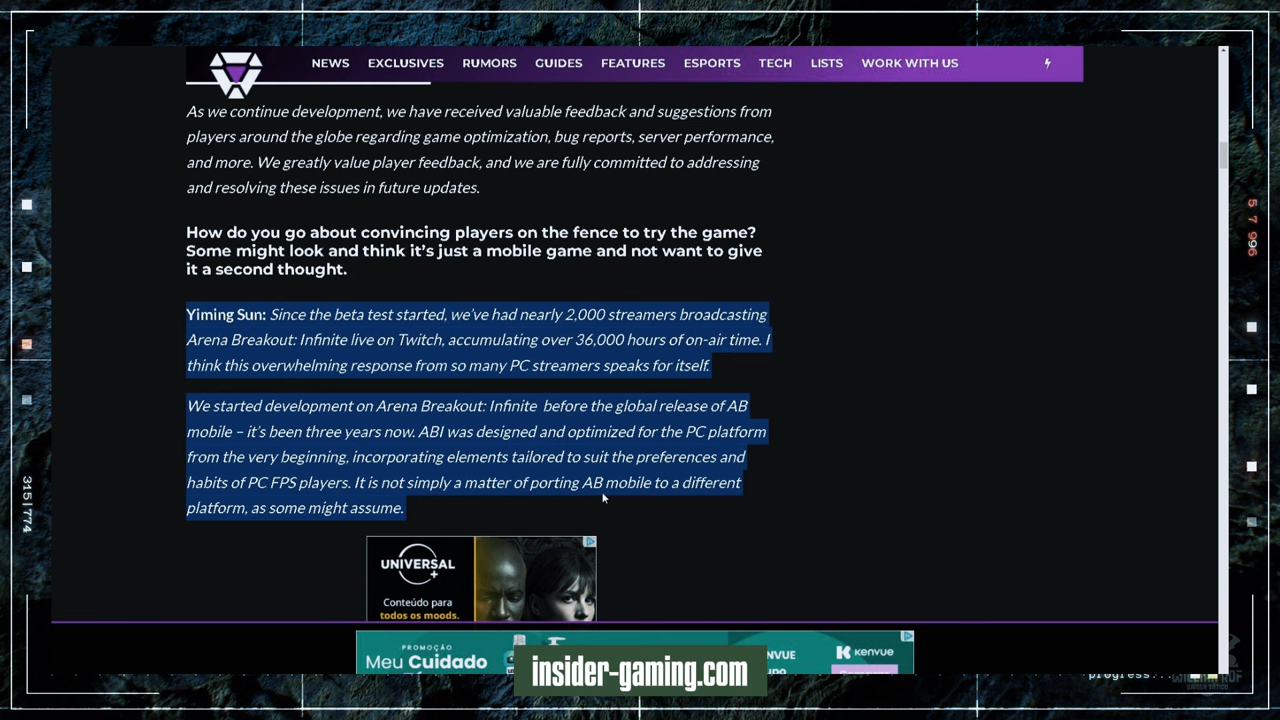 NEWS EXCLUSIVES RUMORS GUIDES FEATURES ESPORTS TECH LISTS WORK WITH US
As we continue development, we have received valuable feedback and suggestions from
players around the globe regarding game optimization, bug reports, server performance,
and more. We greatly value player feedback, and we are fully committed to addressing
and resolving these issues in future updates.
How do you go about convincing players on the fence to try the game?
Some might look and think it's just a mobile game and not want to give
it a second thought.
Yiming Sun: Since the beta test started, we've had nearly 2,000 streamers broadcasting
Arena Breakout: Infinite live on Twitch, accumulating over 36,000 hours of on-air time. I
think this overwhelming response from so many PC streamers speaks for itself.
We started development on Arena Breakout: Infinite before the global release of AB
mobile – it's been three years now. ABI was designed and optimized for the PC platform
from the very beginning, incorporating elements tailored to suit the preferences and
habits of PC FPS players. It is not simply a matter of porting AB mobile to a different
platform, as some might assume.
UNIVERSAL+
Conteúdo para
todos os moods.
PROMOÇÃO
Meu Cuidado
kenvue
insider-gaming.com
progress...
315|774
57996